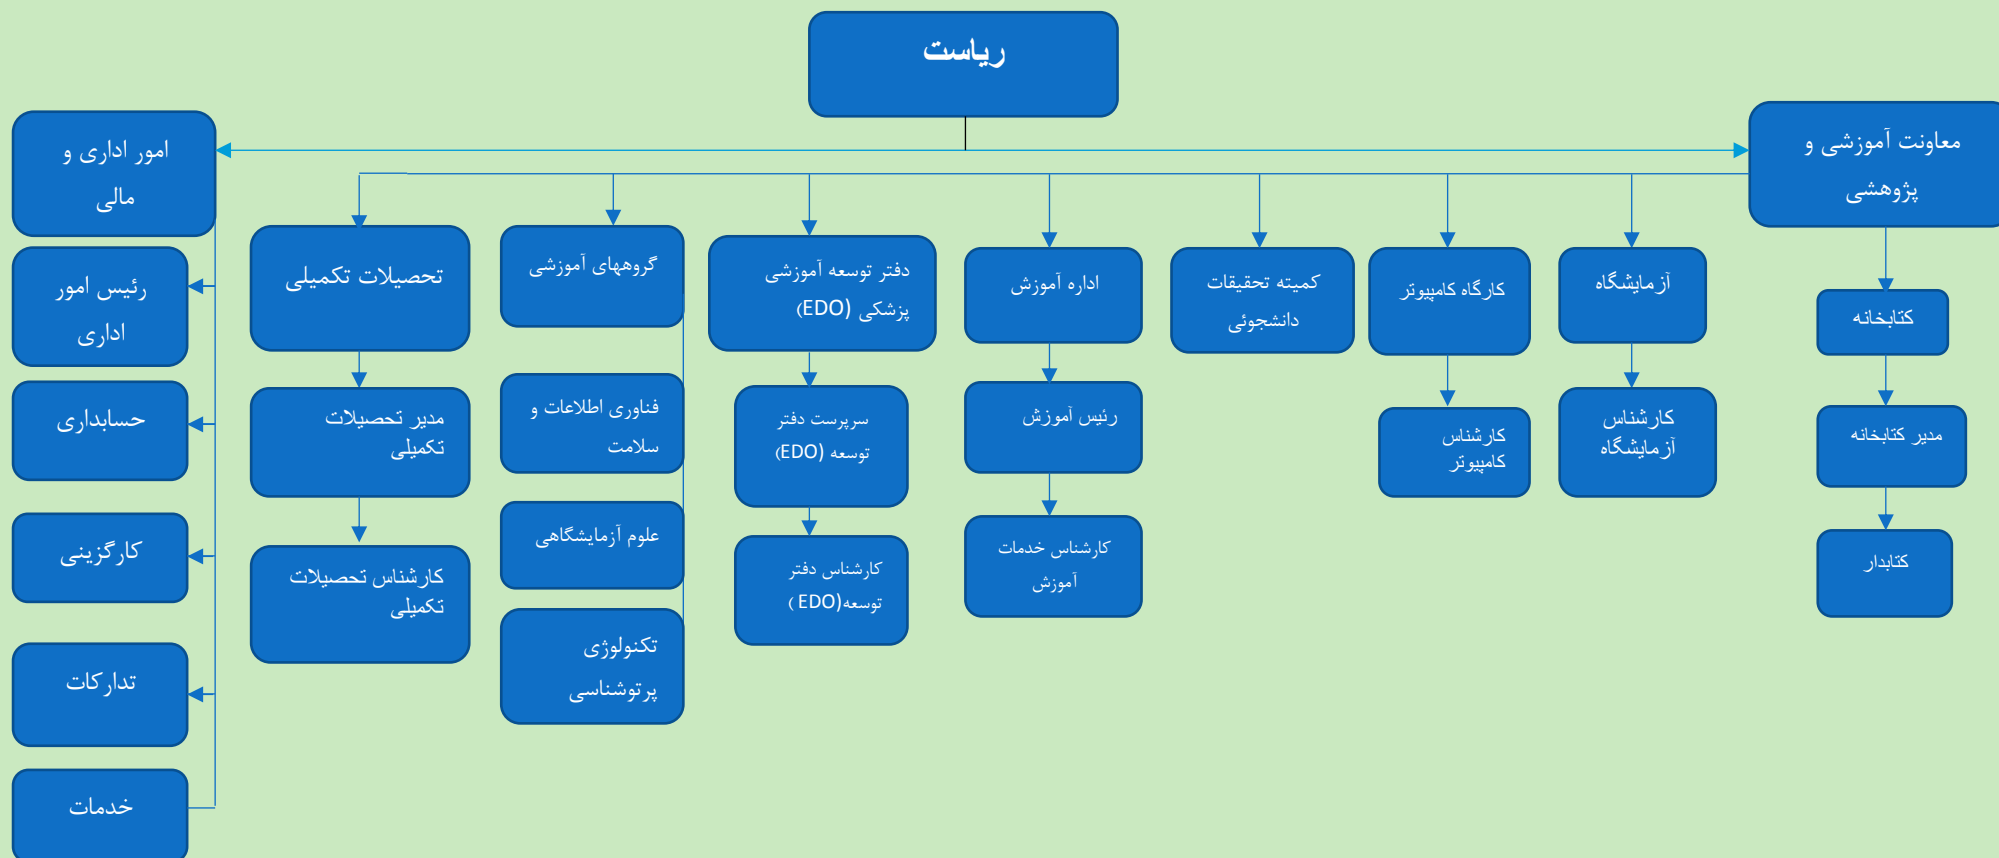 ریاست
معاونت آموزشی و
پژوهشی
امور اداری و
مالی
کتابخانه
مدیر کتابخانه
کتابدار
آزمایشگاه
کارشناس
آزمایشگاه
کارگاه کامپیوتر
کارشناس
کامپیوتر
کمیته تحقیقات
دانشجوئی
اداره آموزش
رئیس آموزش
کارشناس خدمات
آموزش
دفتر توسعه آموزشی
پزشکی (EDO)
سرپرست دفتر
توسعه (EDO)
کارشناس دفتر
توسعه(EDO )
گروههای آموزشی
فناوری اطلاعات و
سلامت
علوم آزمایشگاهی
تکنولوژی
پرتوشناسی
تحصیلات تکمیلی
مدیر تحصیلات
تکمیلی
کارشناس تحصیلات
تکمیلی
رئیس امور
اداری
حسابداری
کارگزینی
تدارکات
خدمات